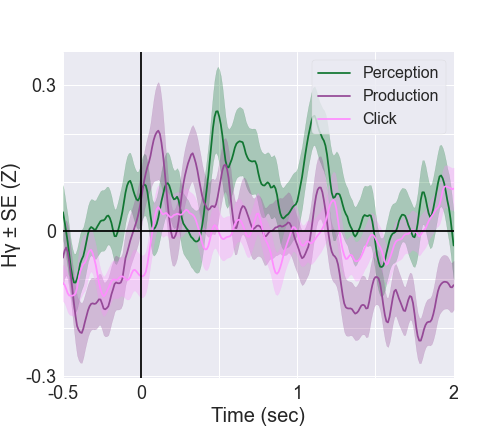 Perception
Production
Click
Hγ ± SE (Z)
0.3
0
-0.3
-0.5
0
1
2
Time (sec)